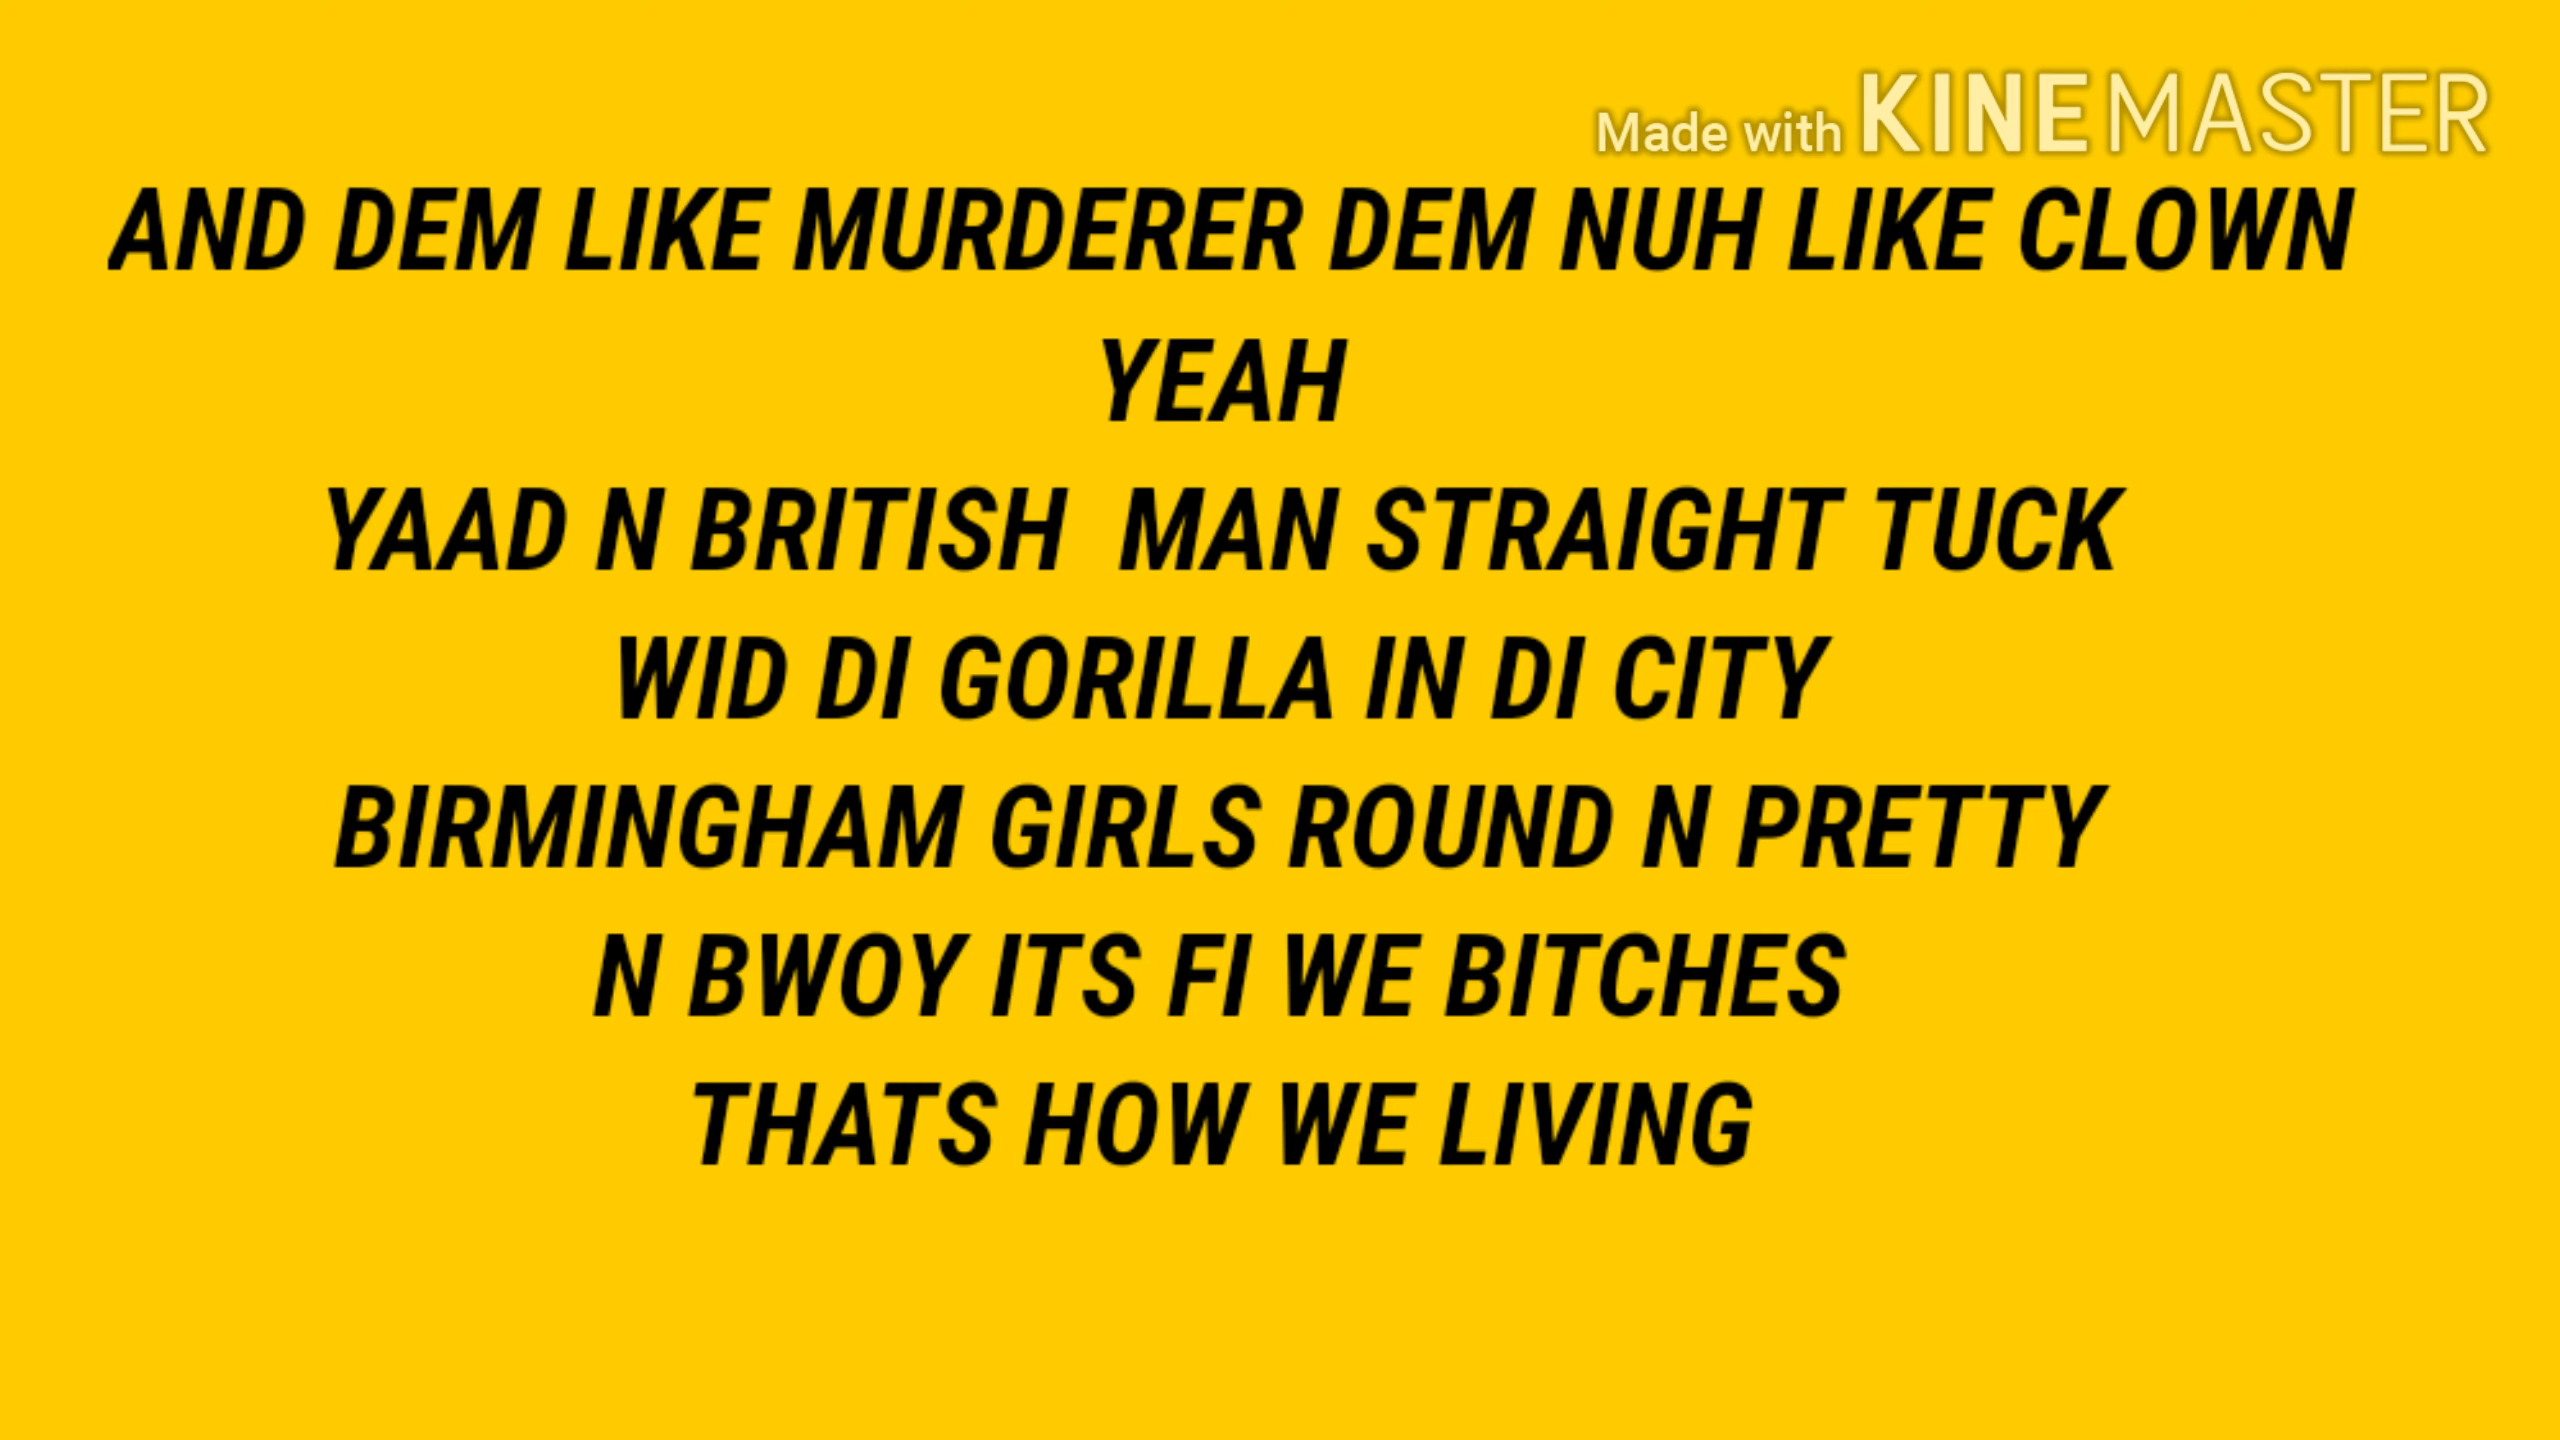 Made with KINEMASTER
AND DEM LIKE MURDERER DEM NUH LIKE CLOWN
YEAH
YAAD N BRITISH  MAN STRAIGHT TUCK
WID DI GORILLA IN DI CITY
BIRMINGHAM GIRLS ROUND N PRETTY
N BWOY ITS FI WE BITCHES
THATS HOW WE LIVING